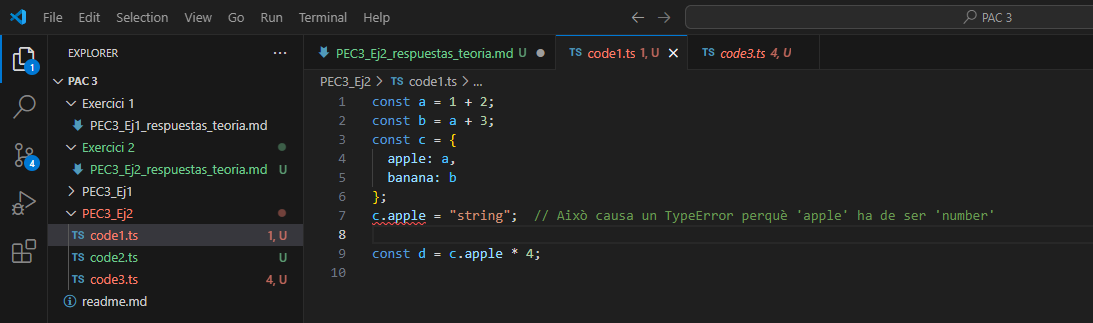 File Edit Selection View Go Run Terminal Help PAC 3
EXPLORER ...
PAC 3
Exercici 1
PEC3_Ej1_respuestas_teoria.md
Exercici 2
PEC3_Ej2_respuestas_teoria.md U
PEC3_Ej1
PEC3_Ej2
TS code1.ts 1, U
TS code2.ts U
TS code3.ts 4, U
readme.md
1
4
PEC3_Ej2_respuestas_teoria.md U TS code1.ts 1, U TS code3.ts 4, U
PEC3_Ej2 > TS code1.ts > ...
1 const a = 1 + 2;
2 const b = a + 3;
3 const c = {
4 apple: a,
5 banana: b
6 };
7 c.apple = "string"; // Això causa un TypeError perquè 'apple' ha de ser 'number'
8
9 const d = c.apple * 4;
10